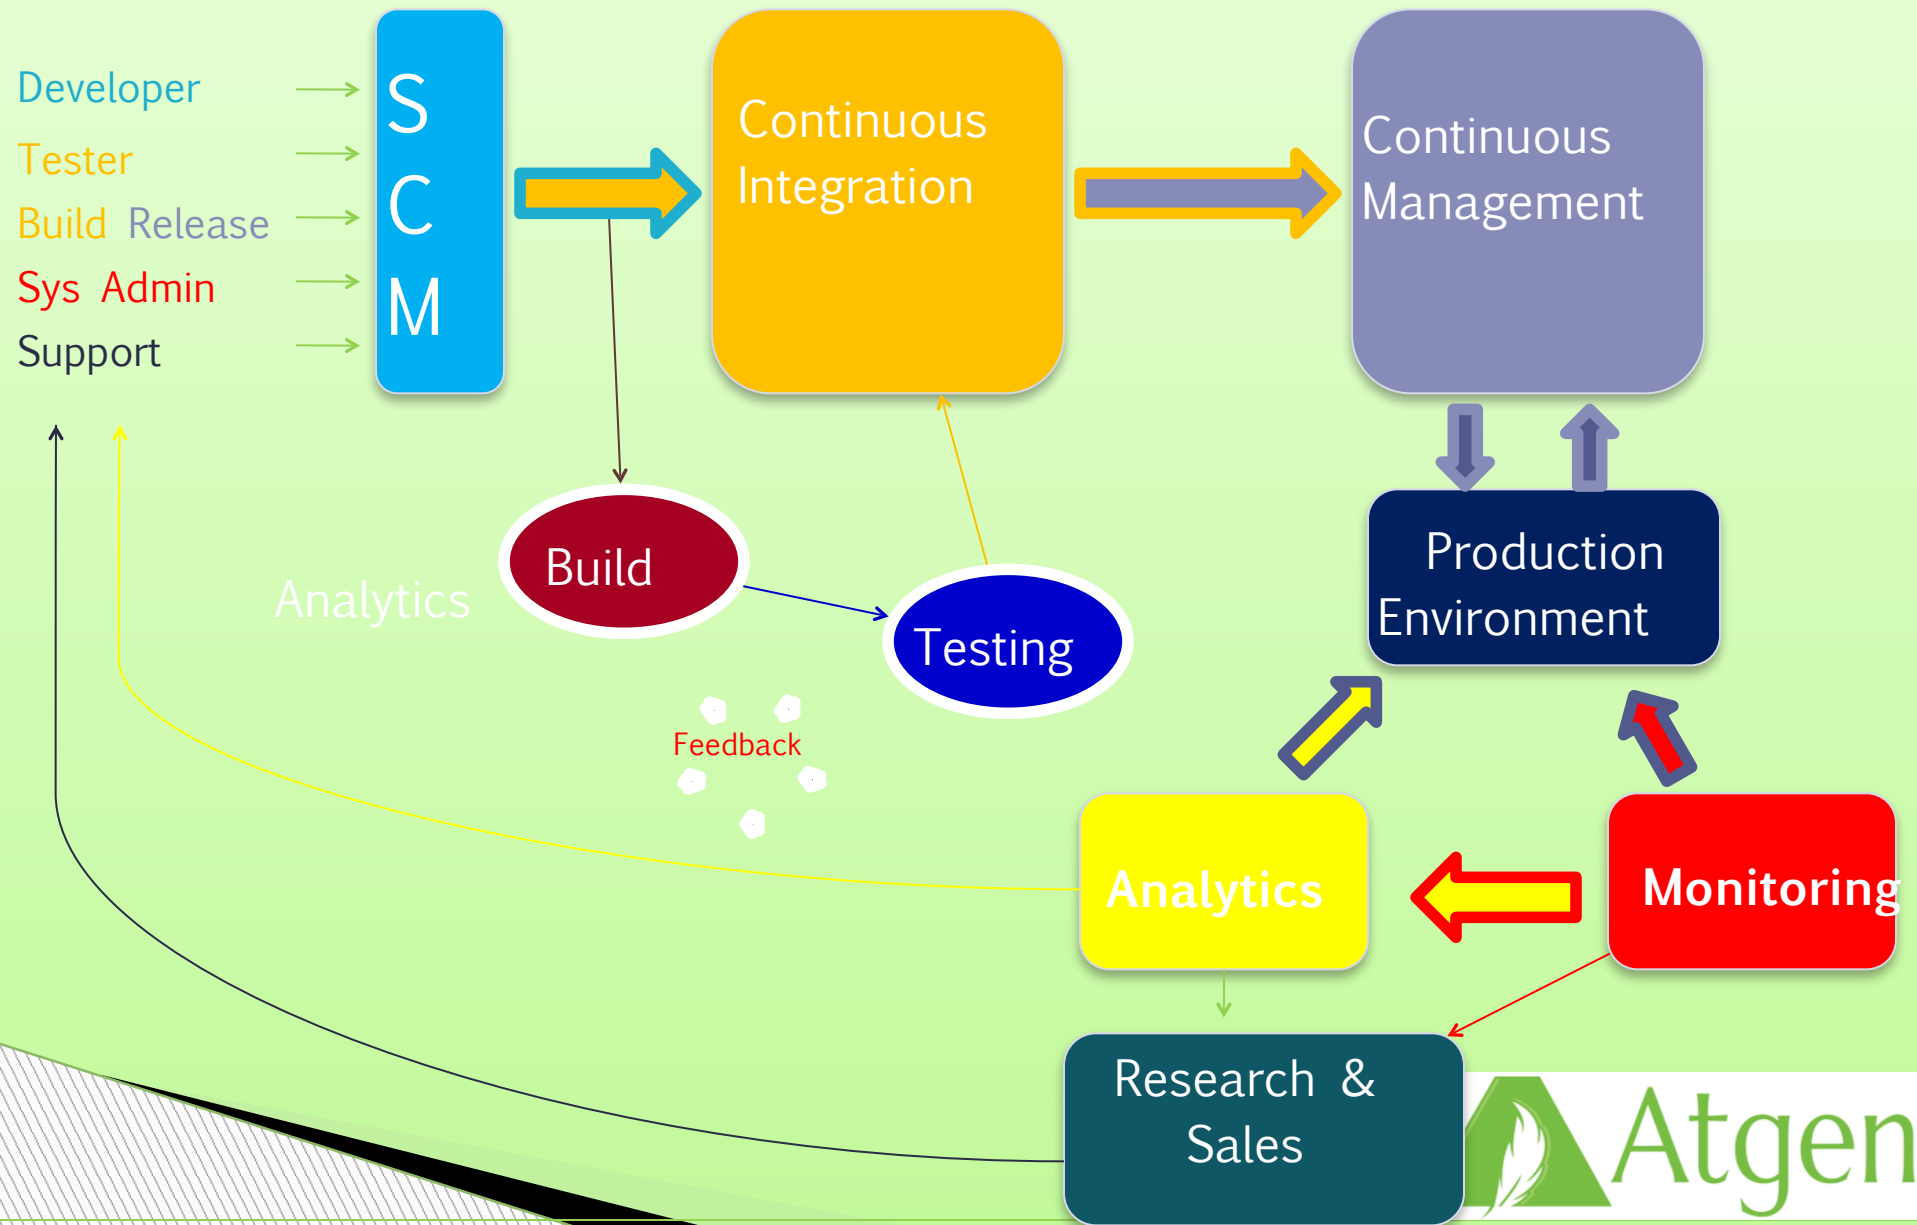 Developer
Tester
Build Release
Sys Admin
Support
S
C
M
Continuous
Integration
Continuous
Management
Build
Analytics
Testing
Production
Environment
Feedback
Analytics
Monitoring
Research &
Sales
Atgen